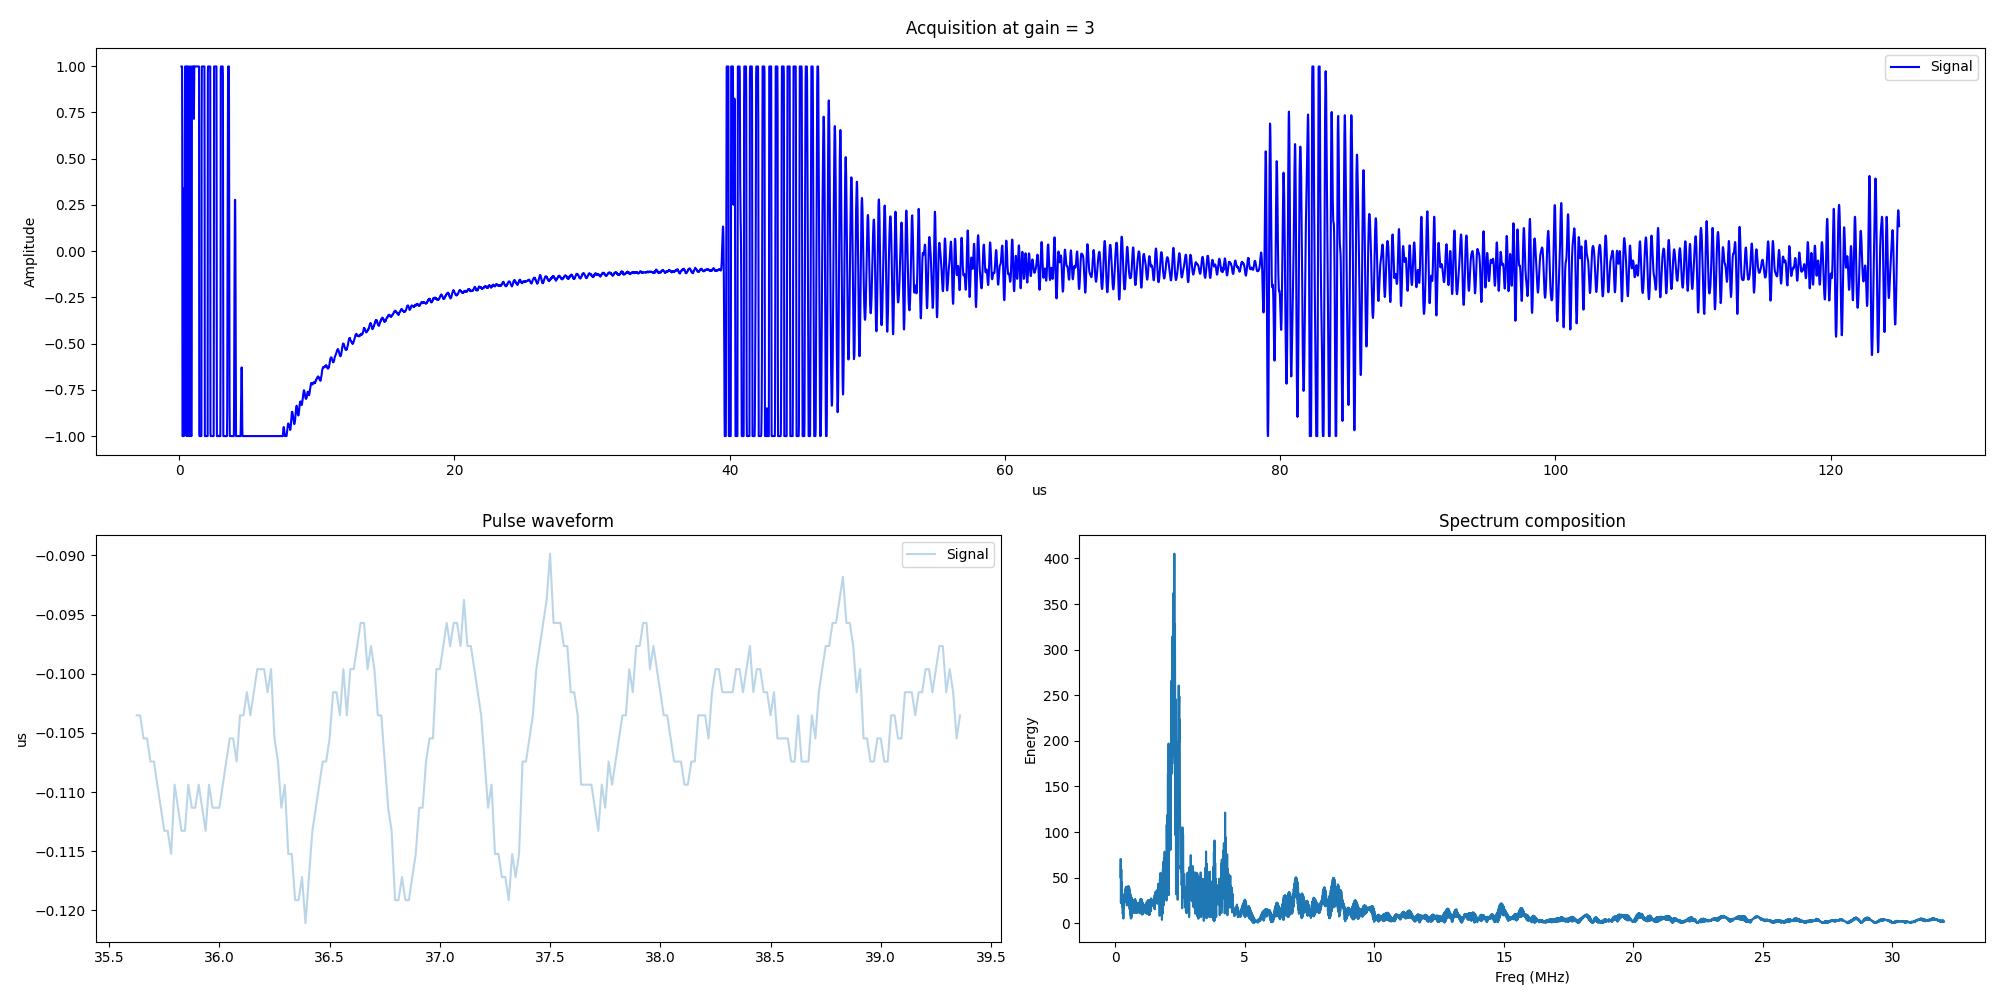 Acquisition at gain = 3
1.00
0.75
0.50
0.25
0.00
−0.25
−0.50
−0.75
−1.00
Amplitude
Signal
0 20 40 60 80 100 120
us
Pulse waveform
−0.090
−0.095
−0.100
−0.105
−0.110
−0.115
−0.120
us
Signal
35.5 36.0 36.5 37.0 37.5 38.0 38.5 39.0 39.5
Spectrum composition
400
350
300
250
200
150
100
50
0
Energy
0 5 10 15 20 25 30
Freq (MHz)